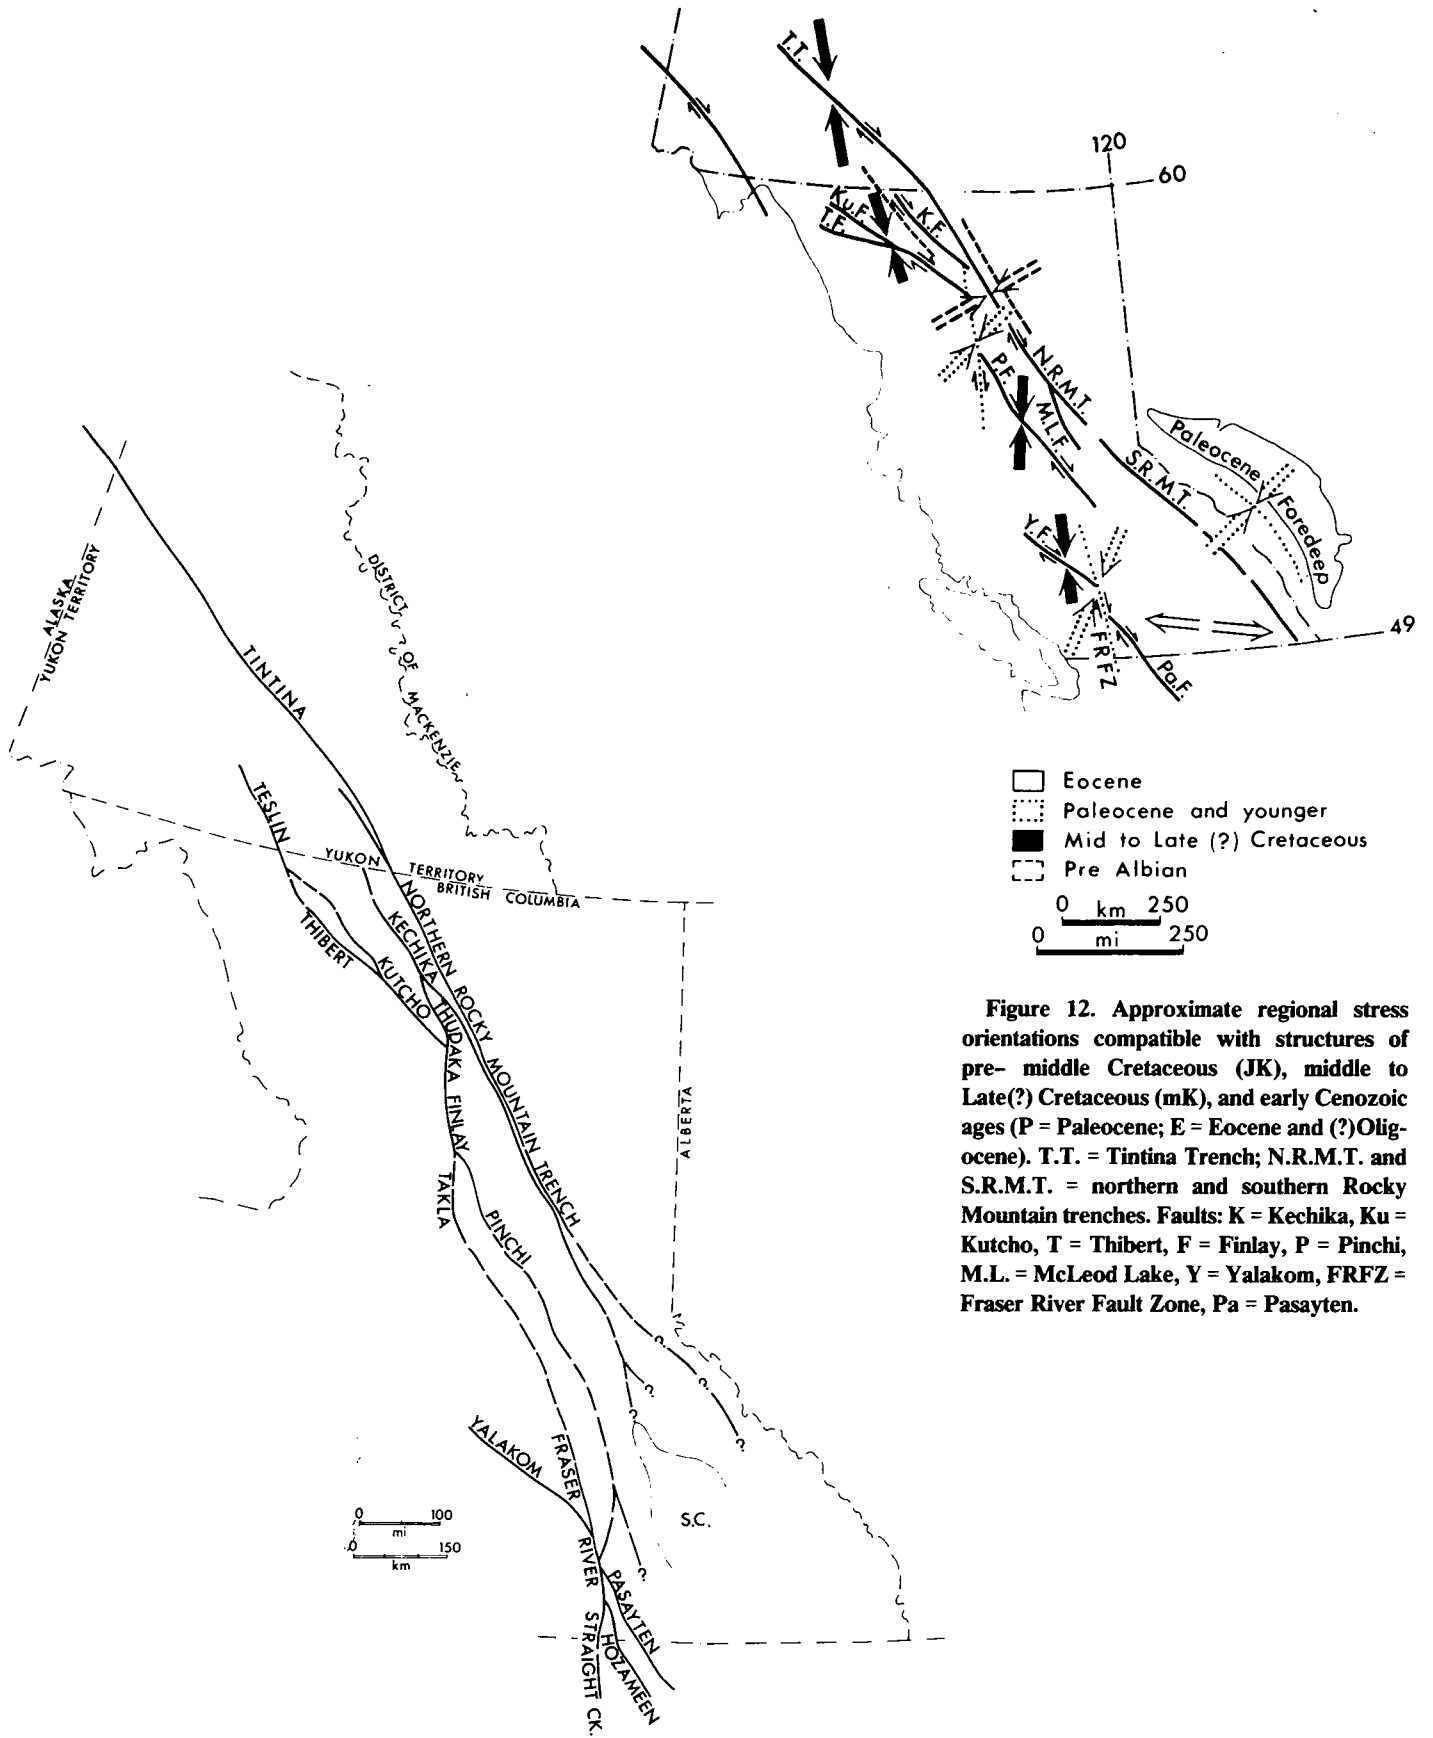 T.T.
120
60
Ku.F.
T.F.
K.F.
P.F.
N.R.M.T.
M.L.F.
S.R.M.T.
Paleocene Foredeep
Y.F.
FRFZ
Pa.F.
49
Eocene
Paleocene and younger
Mid to Late (?) Cretaceous
Pre Albian
0 km 250
0 mi 250
Figure 12. Approximate regional stress
orientations compatible with structures of
pre– middle Cretaceous (JK), middle to
Late(?) Cretaceous (mK), and early Cenozoic
ages (P = Paleocene; E = Eocene and (?)Olig-
ocene). T.T. = Tintina Trench; N.R.M.T. and
S.R.M.T. = northern and southern Rocky
Mountain trenches. Faults: K = Kechika, Ku =
Kutcho, T = Thibert, F = Finlay, P = Pinchi,
M.L. = McLeod Lake, Y = Yalakom, FRFZ =
Fraser River Fault Zone, Pa = Pasayten.
ALASKA
YUKON TERRITORY
DISTRICT OF MACKENZIE
TINTINA
TESLIN
YUKON TERRITORY
BRITISH COLUMBIA
THIBERT
KUTCHO
KECHIKA
NORTHERN ROCKY MOUNTAIN TRENCH
THUDAKA
FINLAY
TAKLA
PINCHI
ALBERTA
?
?
?
?
?
?
YALAKOM
FRASER RIVER
S.C.
0 100
mi
0 150
km
STRAIGHT CK.
PASAYTEN
HOZAMEEN